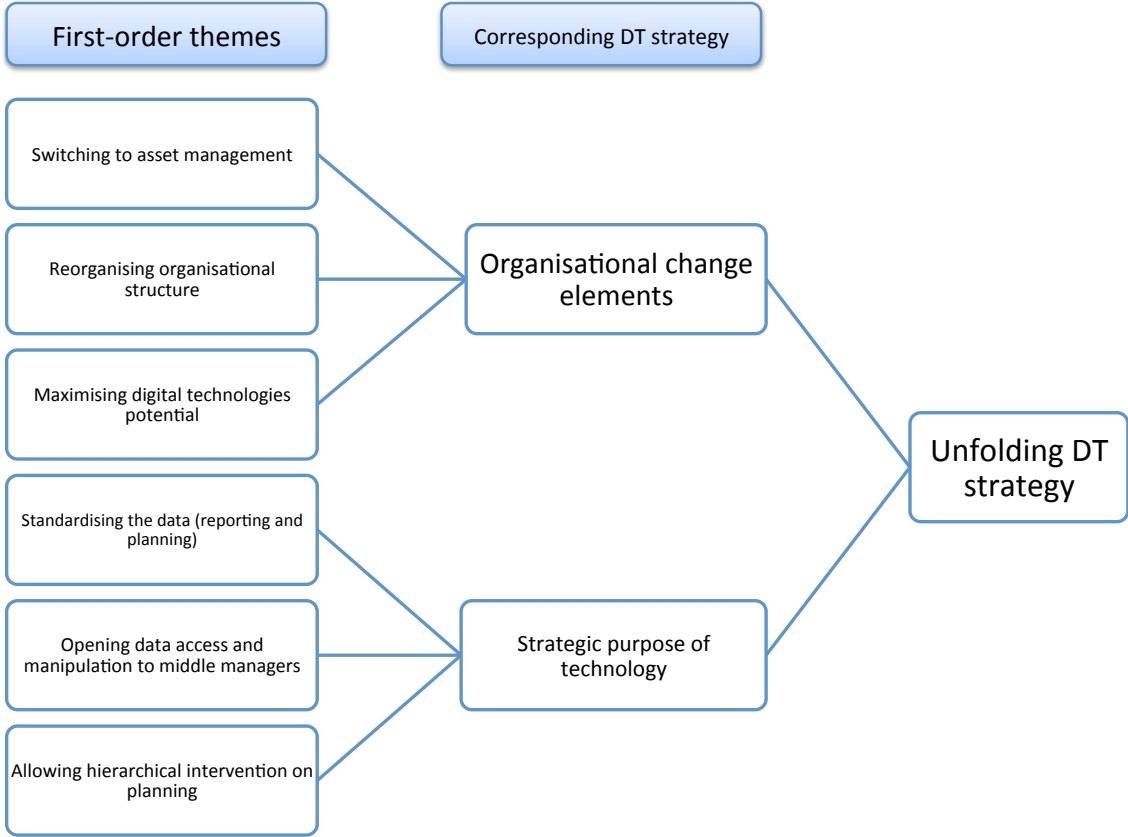 First-order themes
Corresponding DT strategy
Switching to asset management
Reorganising organisational
structure
Maximising digital technologies
potential
Standardising the data (reporting and
planning)
Opening data access and
manipulation to middle managers
Allowing hierarchical intervention on
planning
Organisational change
elements
Strategic purpose of
technology
Unfolding DT
strategy